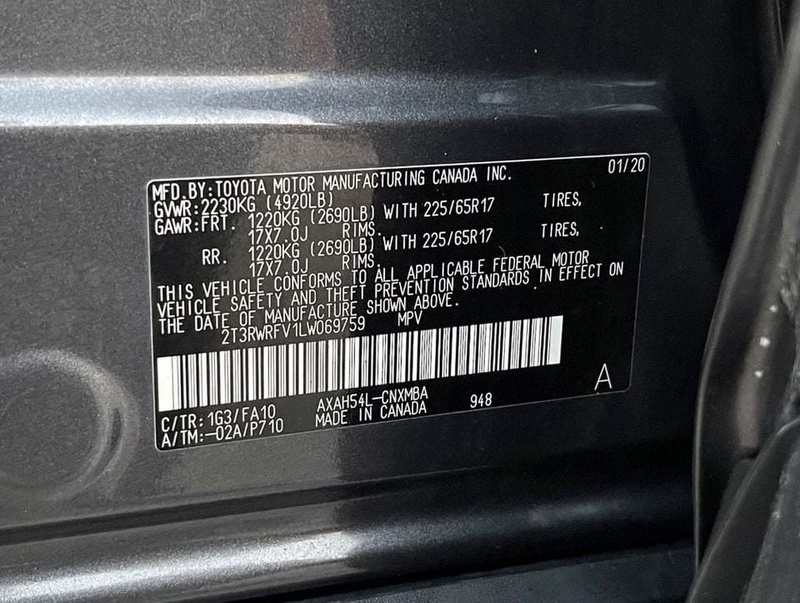 MFD.BY:TOYOTA MOTOR MANUFACTURING CANADA INC. 01/20
GVWR:2230KG (4920LB)
GAWR:FRT. 1220KG (2690LB) WITH 225/65R17 TIRES,
17X7.0J RIMS.
RR. 1220KG (2690LB) WITH 225/65R17 TIRES,
17X7.0J RIMS.
THIS VEHICLE CONFORMS TO ALL APPLICABLE FEDERAL MOTOR
VEHICLE SAFETY AND THEFT PREVENTION STANDARDS IN EFFECT ON
THE DATE OF MANUFACTURE SHOWN ABOVE.
2T3RWRFV1LW069759 MPV
A
C/TR:1G3/FA10 AXAH54L-CNXMBA 948
A/TM:-02A/P710 MADE IN CANADA